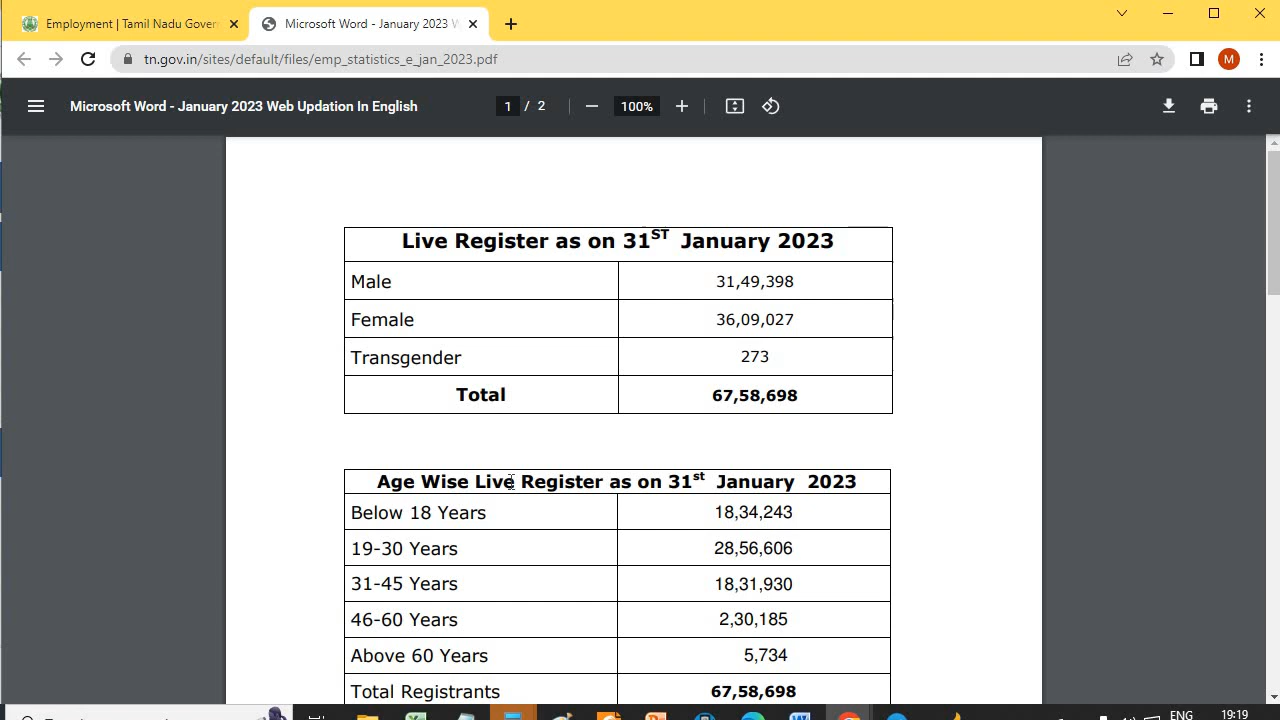 Employment | Tamil Nadu Gover
Microsoft Word - January 2023 W
tn.gov.in/sites/default/files/emp_statistics_e_jan_2023.pdf
M
Microsoft Word - January 2023 Web Updation In English
1 / 2
100%
Live Register as on 31ST January 2023
Male 31,49,398
Female 36,09,027
Transgender 273
Total 67,58,698
Age Wise Live Register as on 31st January 2023
Below 18 Years 18,34,243
19-30 Years 28,56,606
31-45 Years 18,31,930
46-60 Years 2,30,185
Above 60 Years 5,734
Total Registrants 67,58,698
ENG 19:19